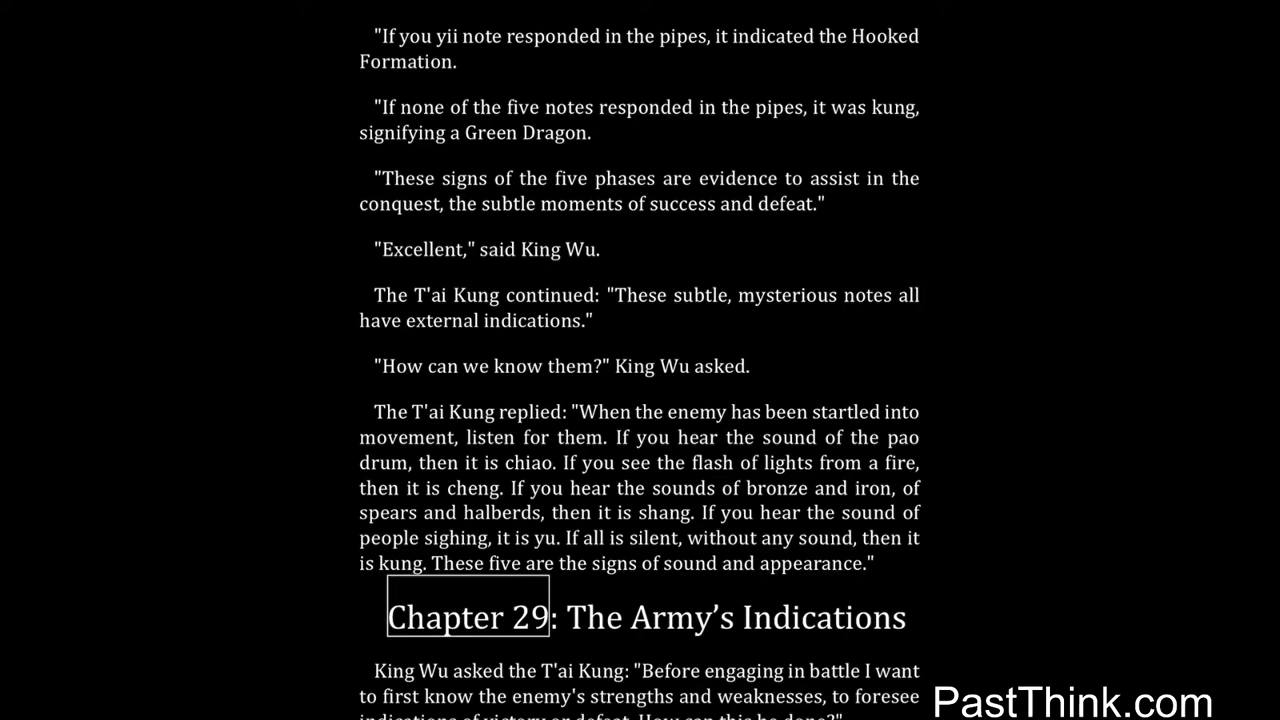 "If you yii note responded in the pipes, it indicated the Hooked
Formation.
"If none of the five notes responded in the pipes, it was kung,
signifying a Green Dragon.
"These signs of the five phases are evidence to assist in the
conquest, the subtle moments of success and defeat."
"Excellent," said King Wu.
The T'ai Kung continued: "These subtle, mysterious notes all
have external indications."
"How can we know them?" King Wu asked.
The T'ai Kung replied: "When the enemy has been startled into
movement, listen for them. If you hear the sound of the pao
drum, then it is chiao. If you see the flash of lights from a fire,
then it is cheng. If you hear the sounds of bronze and iron, of
spears and halberds, then it is shang. If you hear the sound of
people sighing, it is yu. If all is silent, without any sound, then it
is kung. These five are the signs of sound and appearance."
Chapter 29: The Army’s Indications
King Wu asked the T'ai Kung: "Before engaging in battle I want
to first know the enemy's strengths and weaknesses, to foresee
indications of victory or defeat. How can this be done?"
PastThink.com